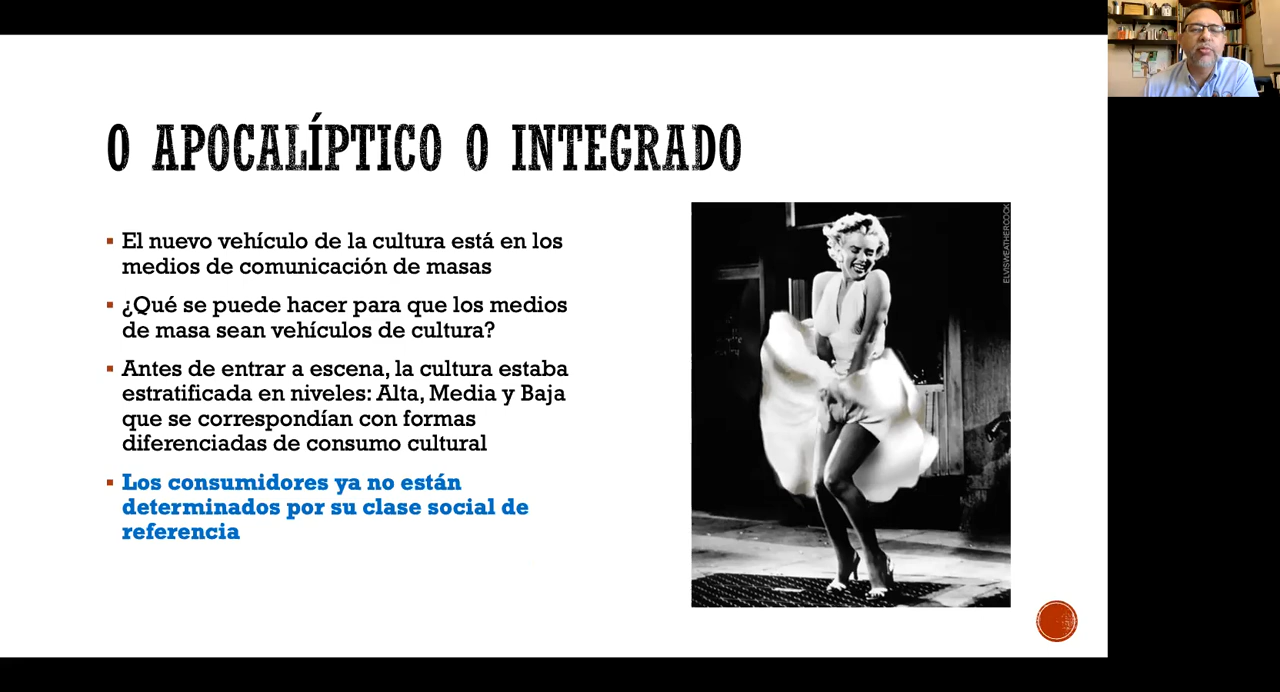 O APOCALÍPTICO O INTEGRADO
El nuevo vehículo de la cultura está en los
medios de comunicación de masas
¿Qué se puede hacer para que los medios
de masa sean vehículos de cultura?
Antes de entrar a escena, la cultura estaba
estratificada en niveles: Alta, Media y Baja
que se correspondían con formas
diferenciadas de consumo cultural
Los consumidores ya no están
determinados por su clase social de
referencia
ELVISWEATHERCOCK